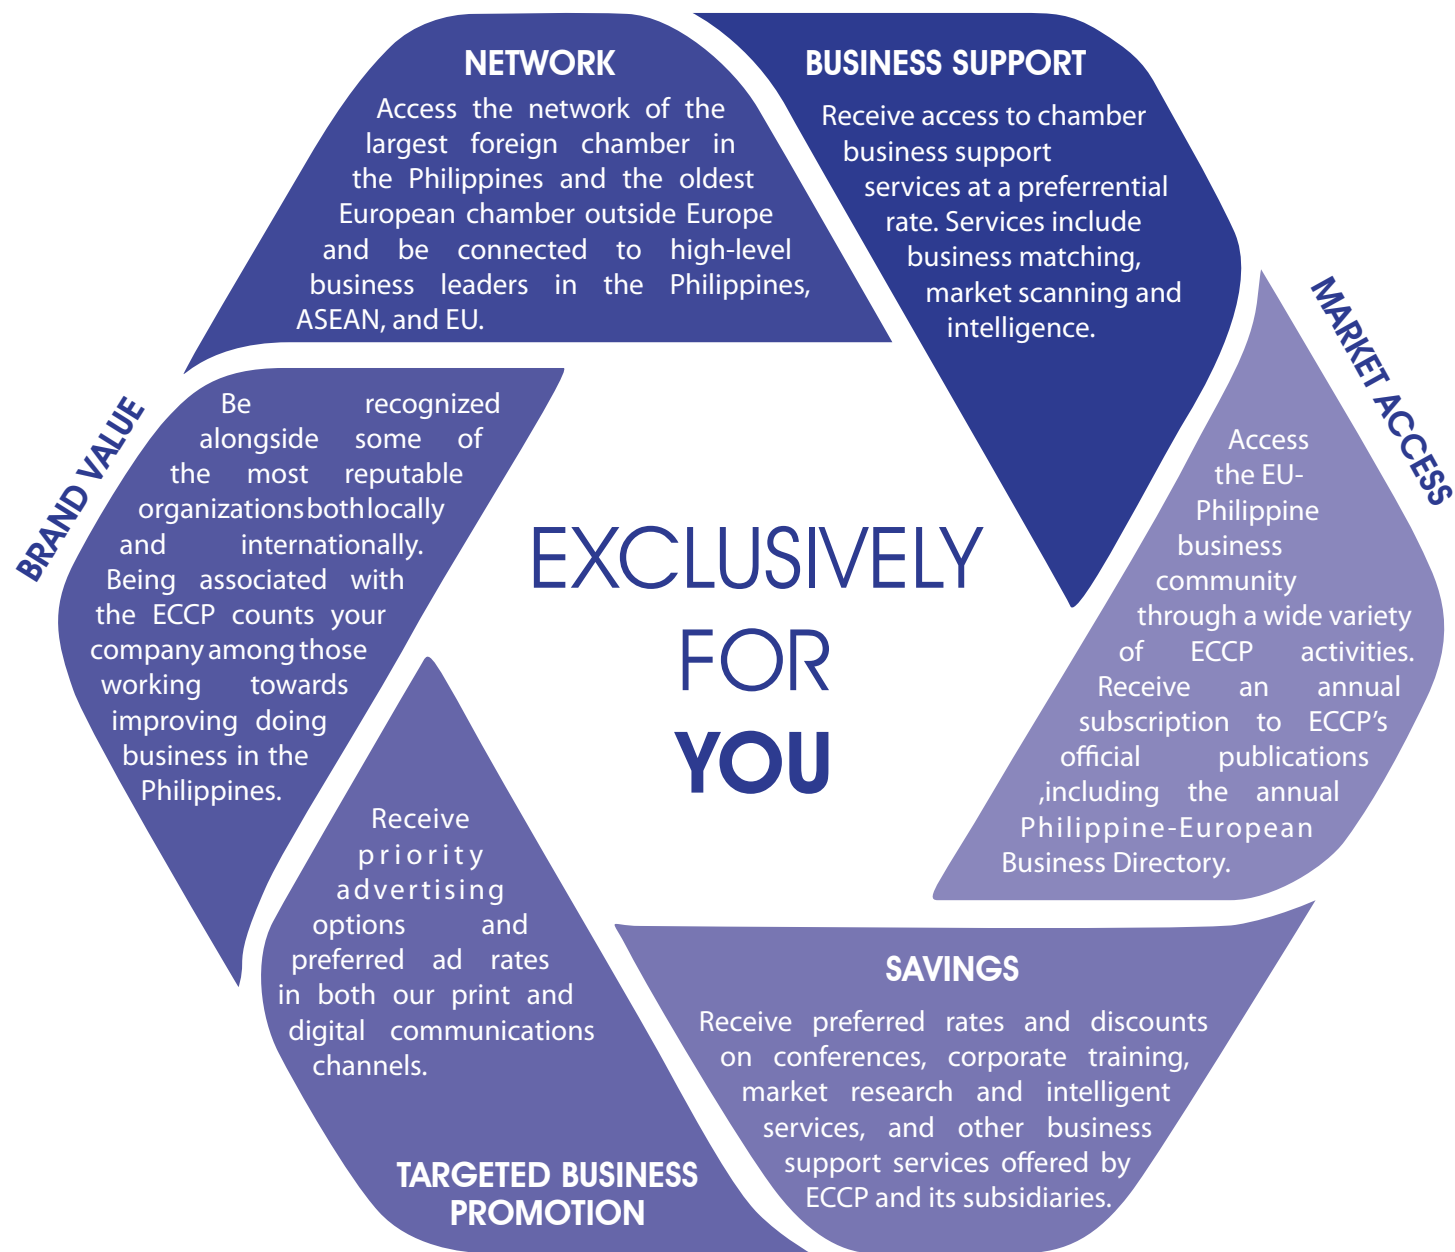 NETWORK
Access the network of the
largest foreign chamber in
the Philippines and the oldest
European chamber outside Europe
and be connected to high-level
business leaders in the Philippines,
ASEAN, and EU.
BUSINESS SUPPORT
Receive access to chamber
business support
services at a preferrential
rate. Services include
business matching,
market scanning and
intelligence.
MARKET ACCESS
Access
the EU-
Philippine
business
community
through a wide variety
of ECCP activities.
Receive an annual
subscription to ECCP's
official publications
,including the annual
Philippine-European
Business Directory.
SAVINGS
Receive preferred rates and discounts
on conferences, corporate training,
market research and intelligent
services, and other business
support services offered by
ECCP and its subsidiaries.
Receive
priority
advertising
options and
preferred ad rates
in both our print and
digital communications
channels.
TARGETED BUSINESS
PROMOTION
BRAND VALUE
Be recognized
alongside some of
the most reputable
organizations both locally
and internationally.
Being associated with
the ECCP counts your
company among those
working towards
improving doing
business in the
Philippines.
EXCLUSIVELY
FOR
YOU